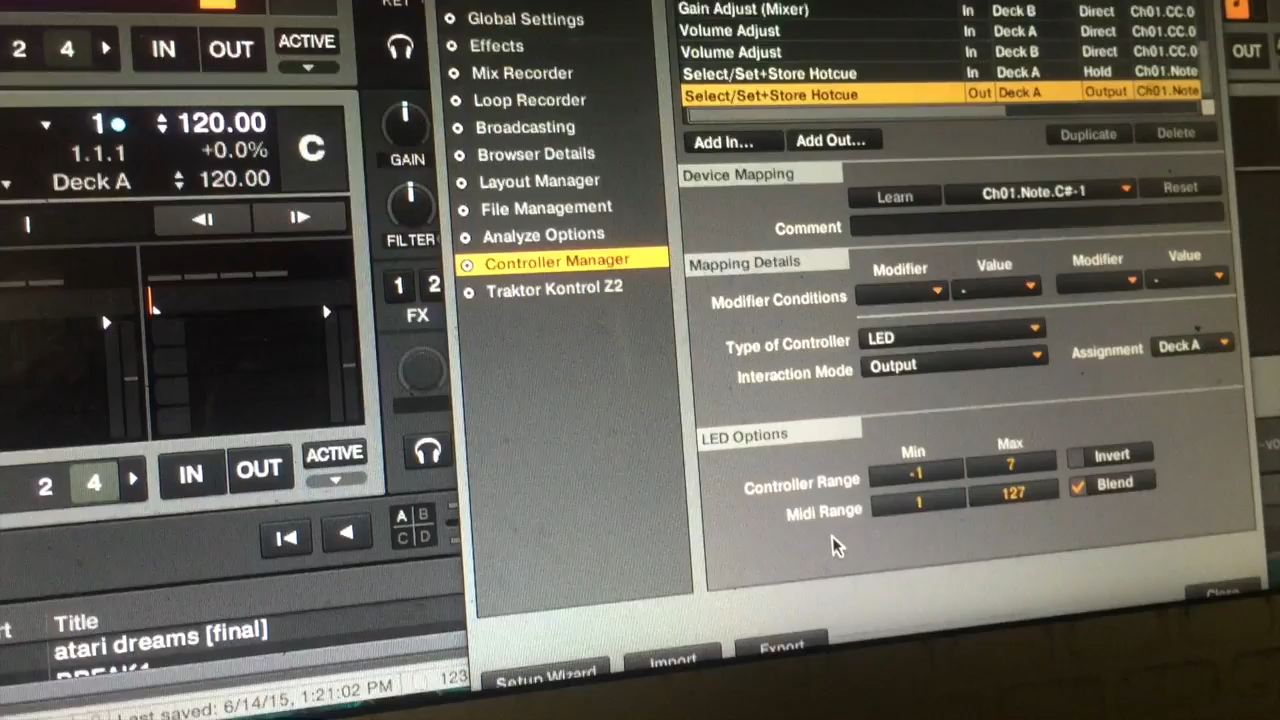 2 4 IN OUT ACTIVE
1 120.00
1.1.1 +0.0% C
Deck A 120.00
GAIN
FILTER
1 2
FX
2 4 IN OUT ACTIVE
A B
C D
Title
atari dreams [final]
Last saved: 6/14/15, 1:21:02 PM 123
Global Settings
Effects
Mix Recorder
Loop Recorder
Broadcasting
Browser Details
Layout Manager
File Management
Analyze Options
Controller Manager
Traktor Kontrol Z2
Gain Adjust (Mixer) In Deck B Direct Ch01.CC.0
Volume Adjust In Deck A Direct Ch01.CC.0
Volume Adjust In Deck B Direct Ch01.CC.0
Select/Set+Store Hotcue In Deck A Hold Ch01.Note
Select/Set+Store Hotcue Out Deck A Output Ch01.Note
Add In... Add Out... Duplicate Delete
Device Mapping
Learn Ch01.Note.C#-1 Reset
Comment
Mapping Details
Modifier Value Modifier Value
Modifier Conditions - -
Type of Controller LED
Interaction Mode Output Assignment Deck A
LED Options
Min Max
Controller Range -1 7 Invert
Midi Range 1 127 Blend
Close
Setup Wizard Import Export
OUT